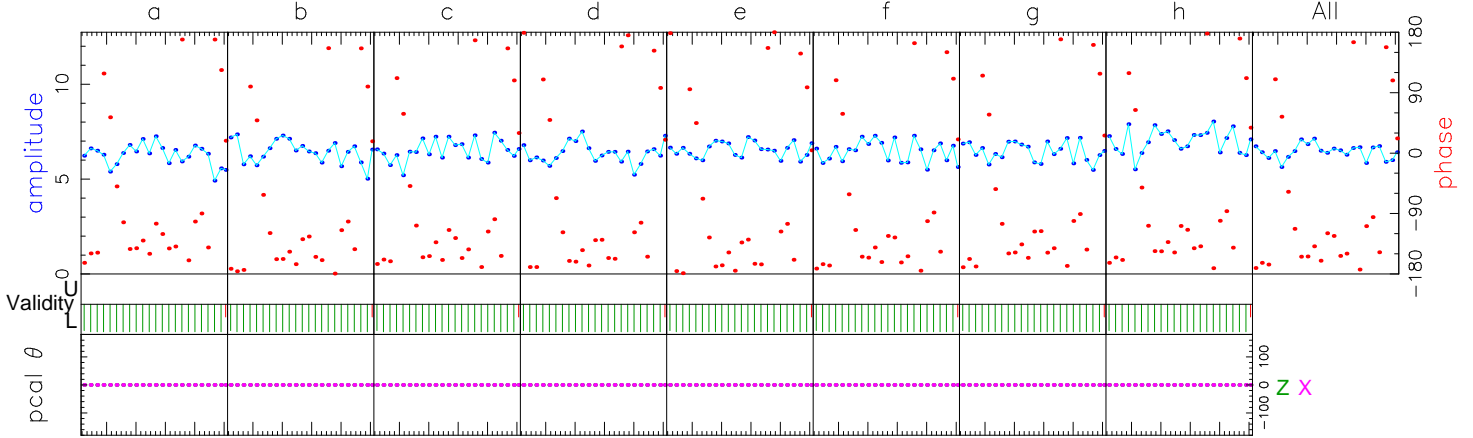 a b c d e f g h All
amplitude
10
5
0
180
90
0
-90
-180
phase
U
Validity
L
pcal θ
100
0
-100
Z X